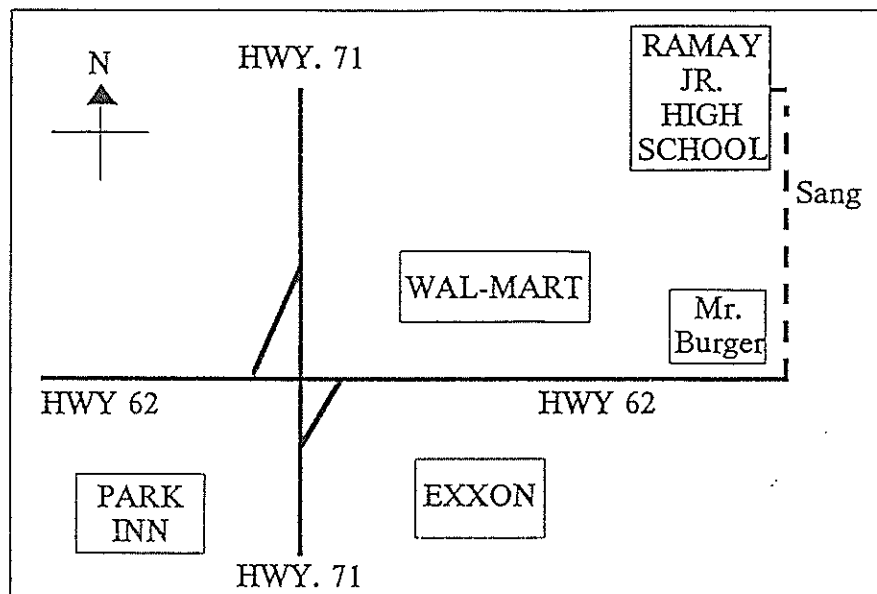 N
HWY. 71
RAMAY
JR.
HIGH
SCHOOL
Sang
WAL-MART
Mr.
Burger
HWY 62
HWY 62
PARK
INN
EXXON
HWY. 71